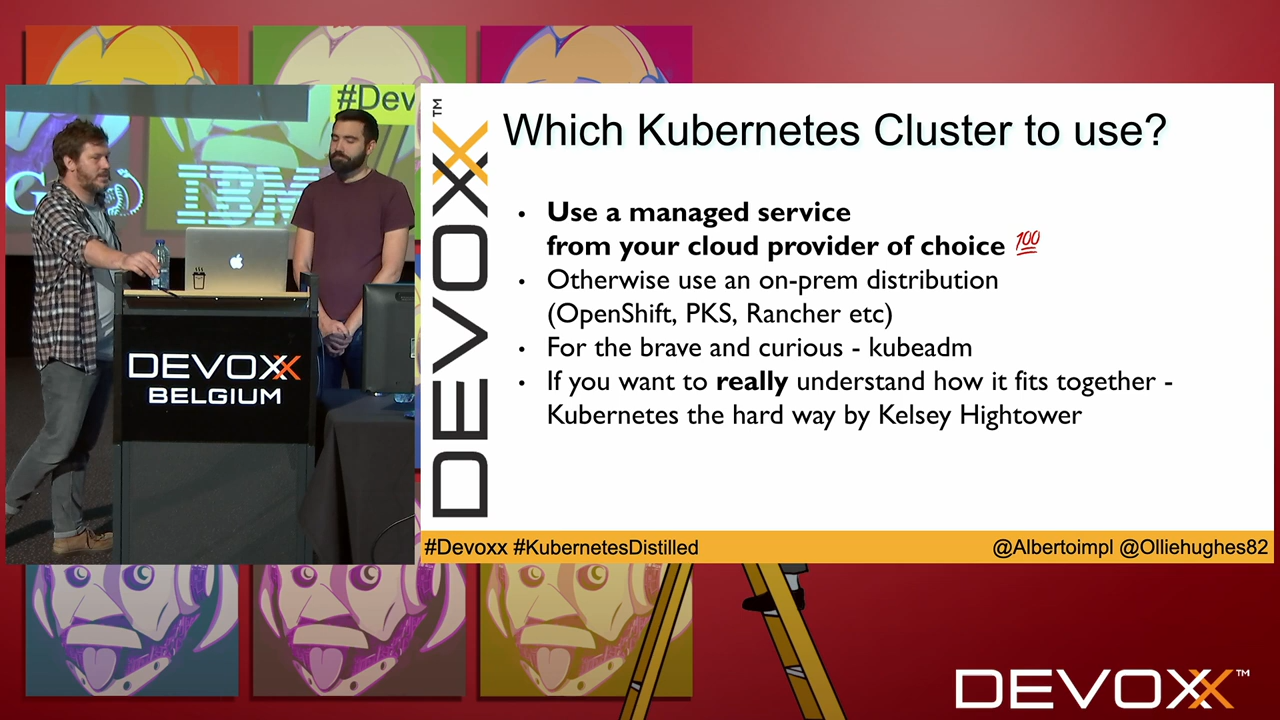 #Dev
IBM
DEVOXX
BELGIUM
DEVOXX™
Which Kubernetes Cluster to use?
• Use a managed service
from your cloud provider of choice 💯
• Otherwise use an on-prem distribution
(OpenShift, PKS, Rancher etc)
• For the brave and curious - kubeadm
• If you want to really understand how it fits together -
Kubernetes the hard way by Kelsey Hightower
#Devoxx #KubernetesDistilled
@Albertoimpl @Olliehughes82
DEVOXX™